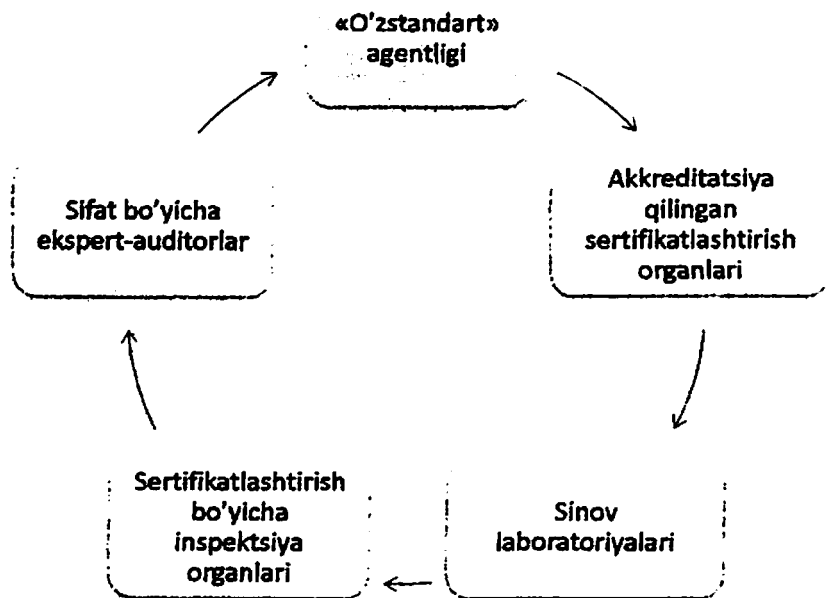 «O'zstandart»
agentligi
Akkreditatsiya
qilingan
sertifikatlashtirish
organlari
Sinov
laboratoriyalari
Sertifikatlashtirish
bo'yicha
inspektsiya
organlari
Sifat bo'yicha
ekspert-auditorlar